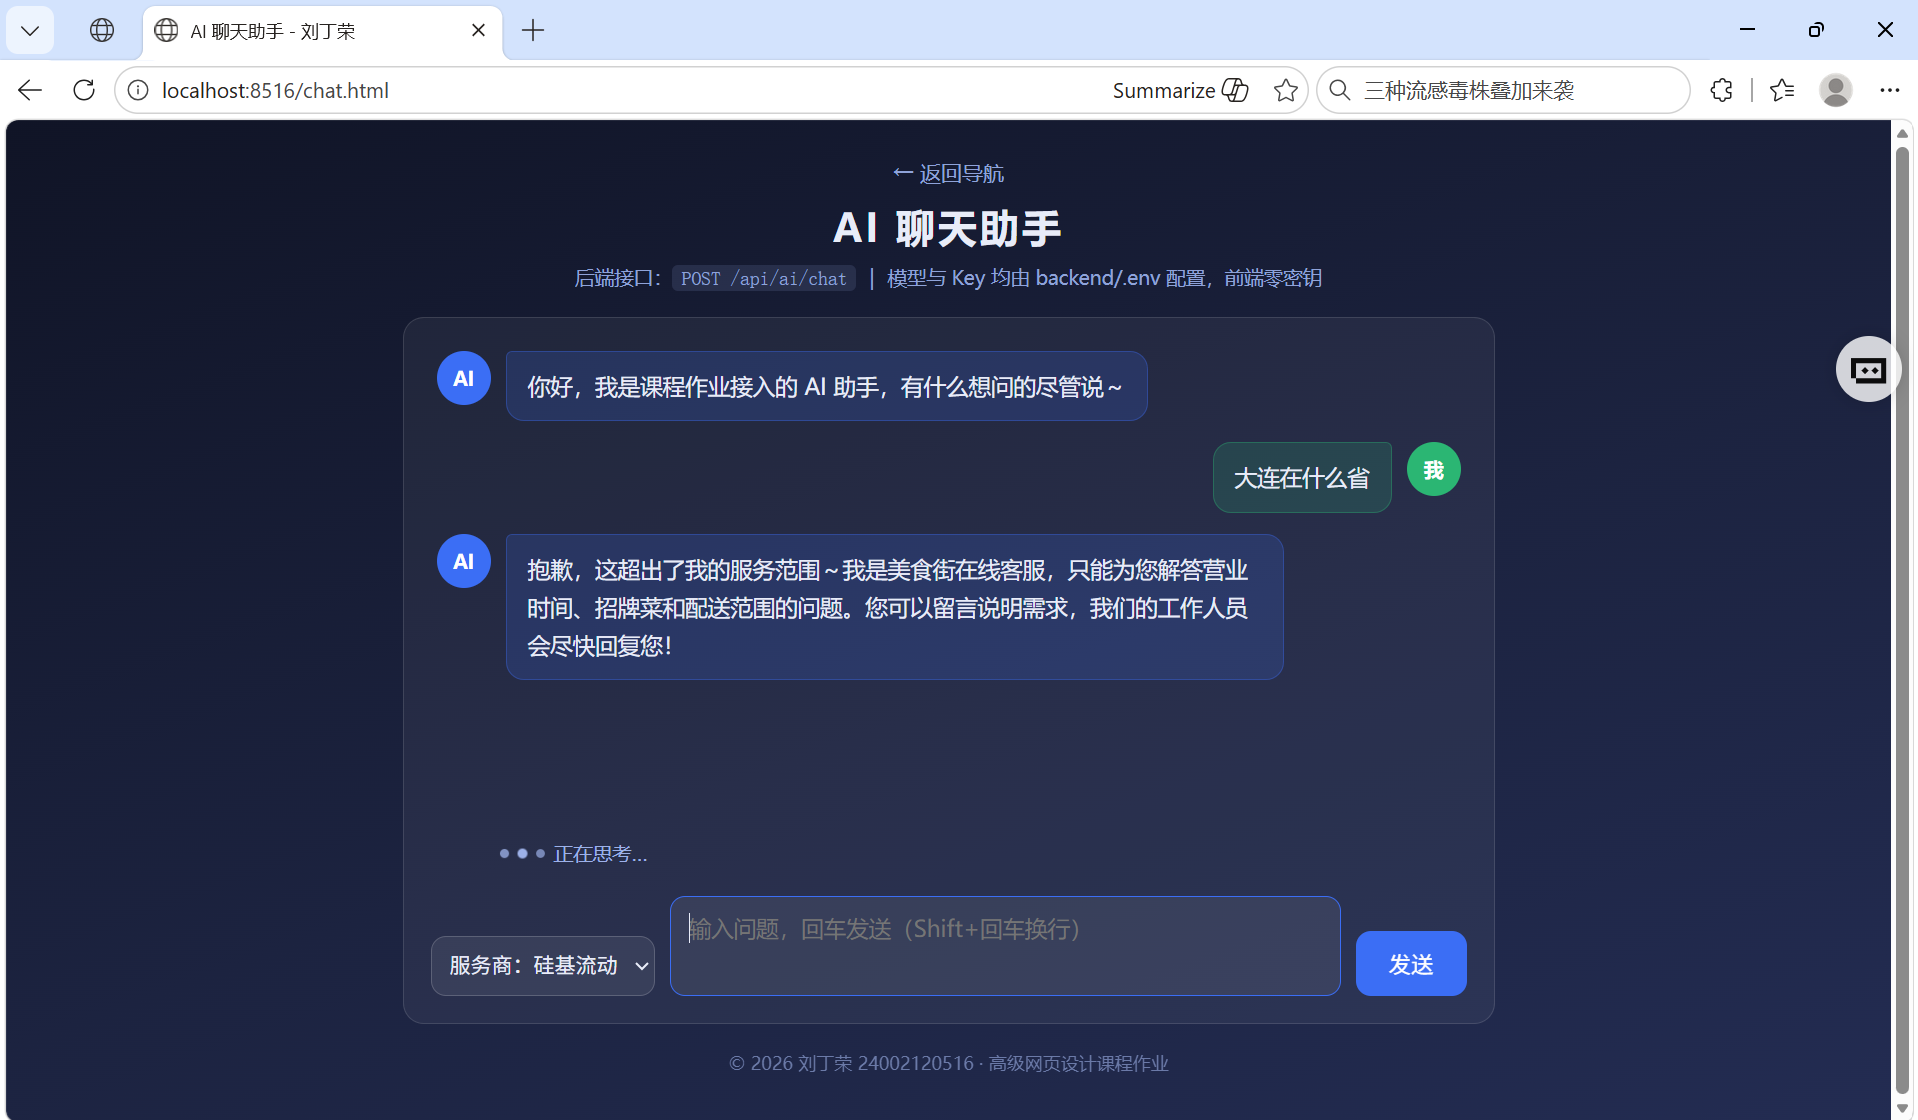 AI 聊天助手 - 刘丁荣
localhost:8516/chat.html
Summarize
三种流感毒株叠加来袭
← 返回导航
AI 聊天助手
后端接口： POST /api/ai/chat | 模型与 Key 均由 backend/.env 配置，前端零密钥
AI
你好，我是课程作业接入的 AI 助手，有什么想问的尽管说～
大连在什么省
我
AI
抱歉，这超出了我的服务范围～我是美食街在线客服，只能为您解答营业
时间、招牌菜和配送范围的问题。您可以留言说明需求，我们的工作人员
会尽快回复您！
正在思考...
输入问题，回车发送（Shift+回车换行）
服务商：硅基流动
发送
© 2026 刘丁荣 24002120516 · 高级网页设计课程作业